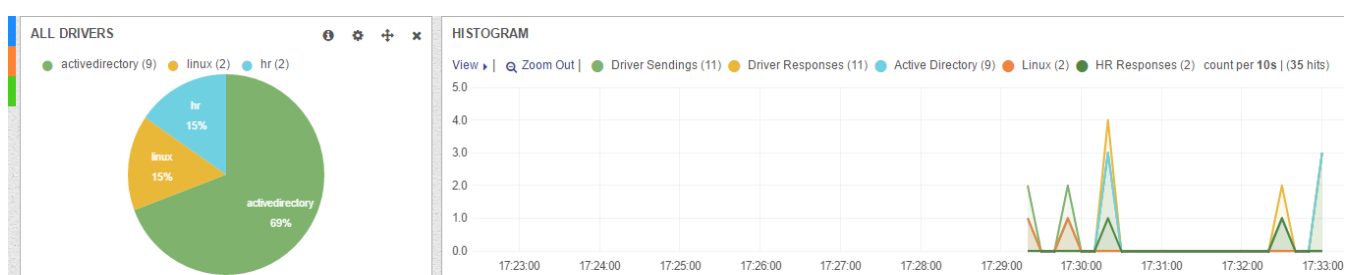 ALL DRIVERS
activedirectory (9) linux (2) hr (2)
hr
15%
linux
15%
activedirectory
69%
HISTOGRAM
View | Zoom Out | Driver Sendings (11) Driver Responses (11) Active Directory (9) Linux (2) HR Responses (2) count per 10s | (35 hits)
5.0
4.0
3.0
2.0
1.0
0.0
17:23:00 17:24:00 17:25:00 17:26:00 17:27:00 17:28:00 17:29:00 17:30:00 17:31:00 17:32:00 17:33:00